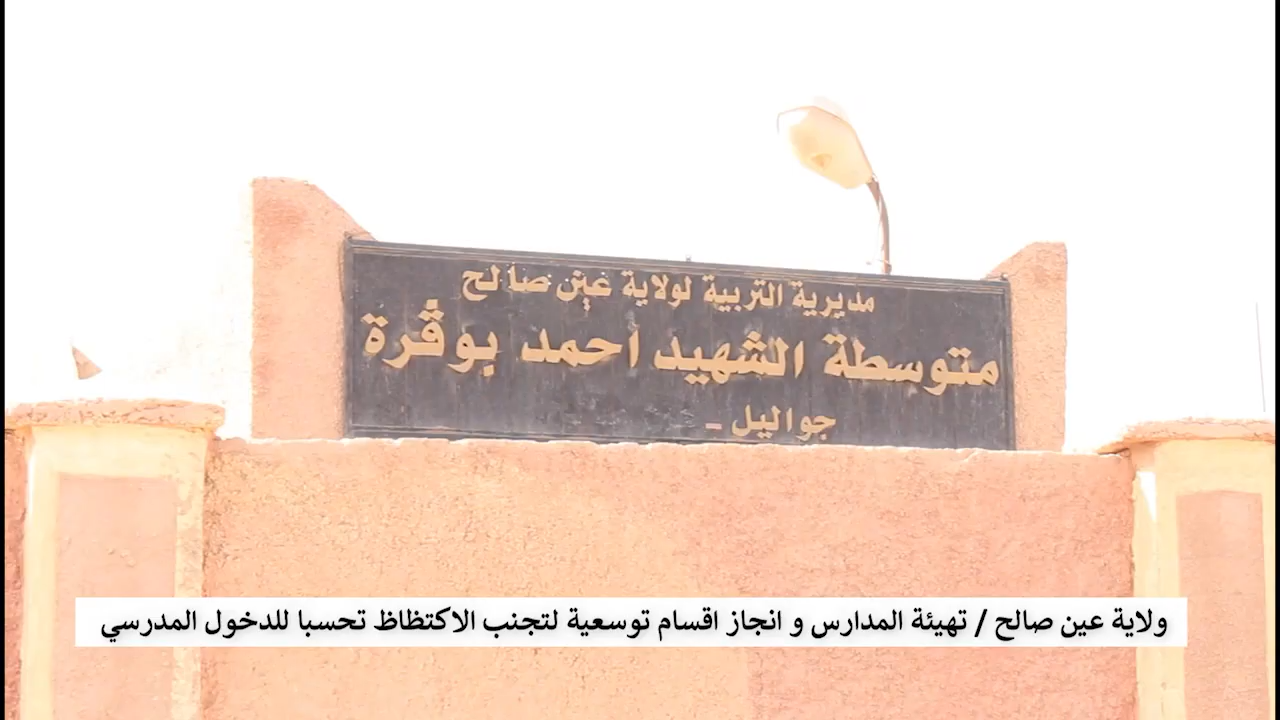 مديرية التربية لولاية عين صالح
متوسطة الشهيد احمد بوڨرة
جواليل
ولاية عين صالح / تهيئة المدارس و انجاز اقسام توسعية لتجنب الاكتظاظ تحسبا للدخول المدرسي